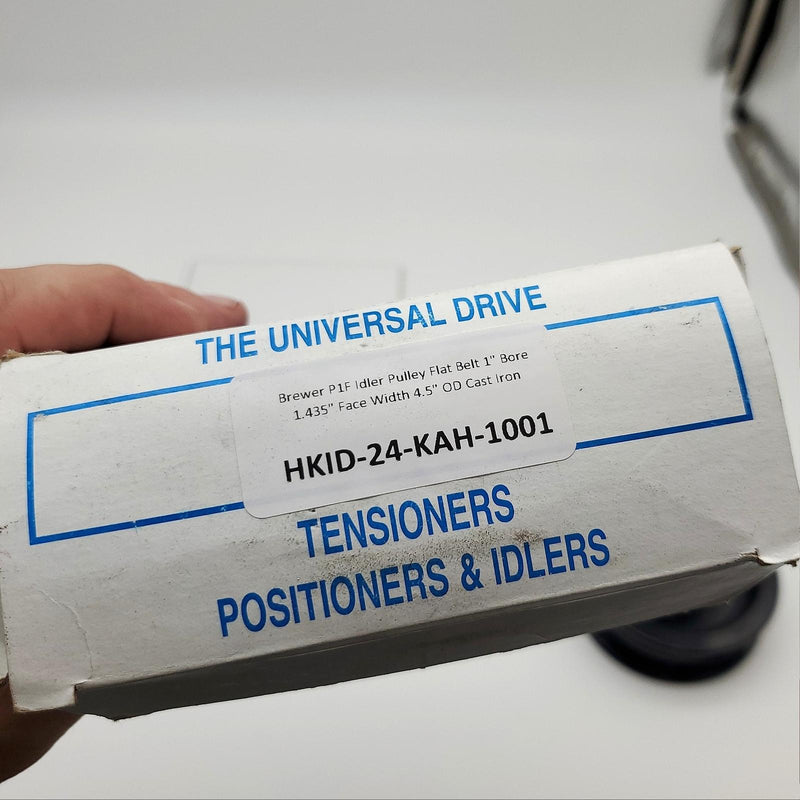 THE UNIVERSAL DRIVE
Brewer P1F Idler Pulley Flat Belt 1" Bore
1.435" Face Width 4.5" OD Cast Iron
HKID-24-KAH-1001
TENSIONERS
POSITIONERS & IDLERS